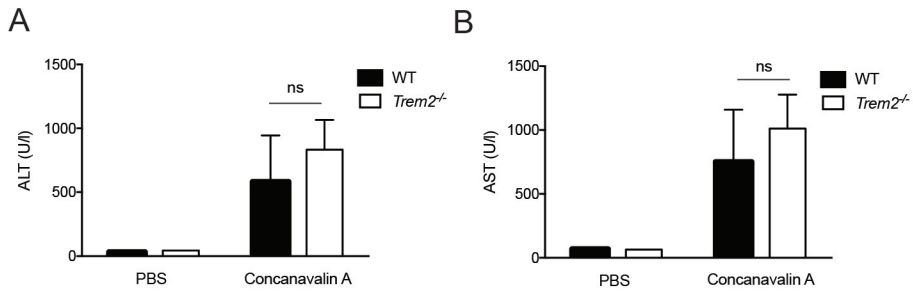 A
1500
1000
500
0
ALT (U/l)
ns
WT
Trem2-/-
PBS
Concanavalin A
B
1500
1000
500
0
AST (U/l)
ns
WT
Trem2-/-
PBS
Concanavalin A